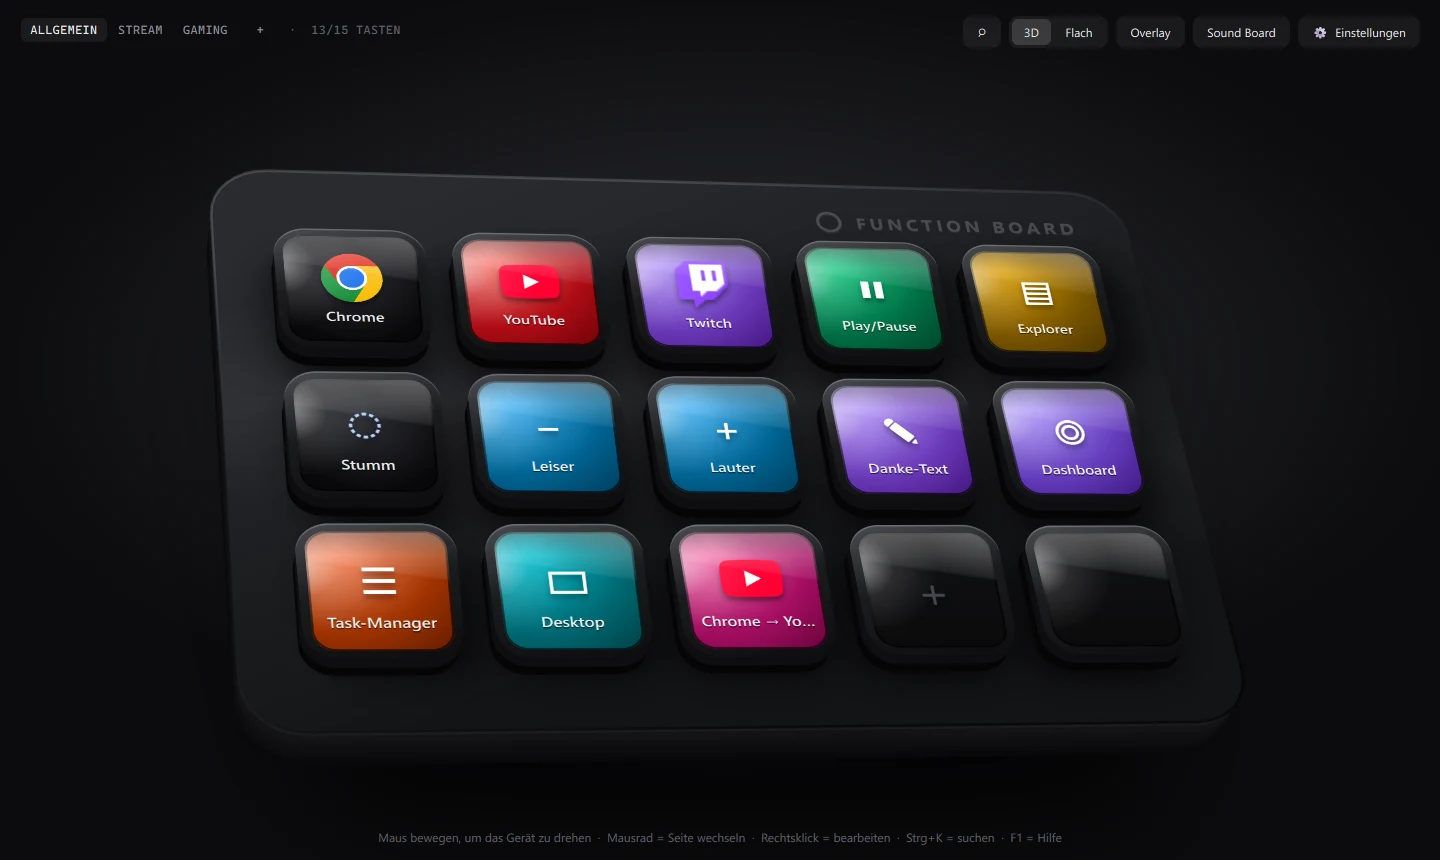 ALLGEMEIN STREAM GAMING + · 13/15 TASTEN
3D Flach Overlay Sound Board Einstellungen
FUNCTION BOARD
Chrome YouTube Twitch Play/Pause Explorer
Stumm Leiser Lauter Danke-Text Dashboard
Task-Manager Desktop Chrome → Yo...
Maus bewegen, um das Gerät zu drehen · Mausrad = Seite wechseln · Rechtsklick = bearbeiten · Strg+K = suchen · F1 = Hilfe